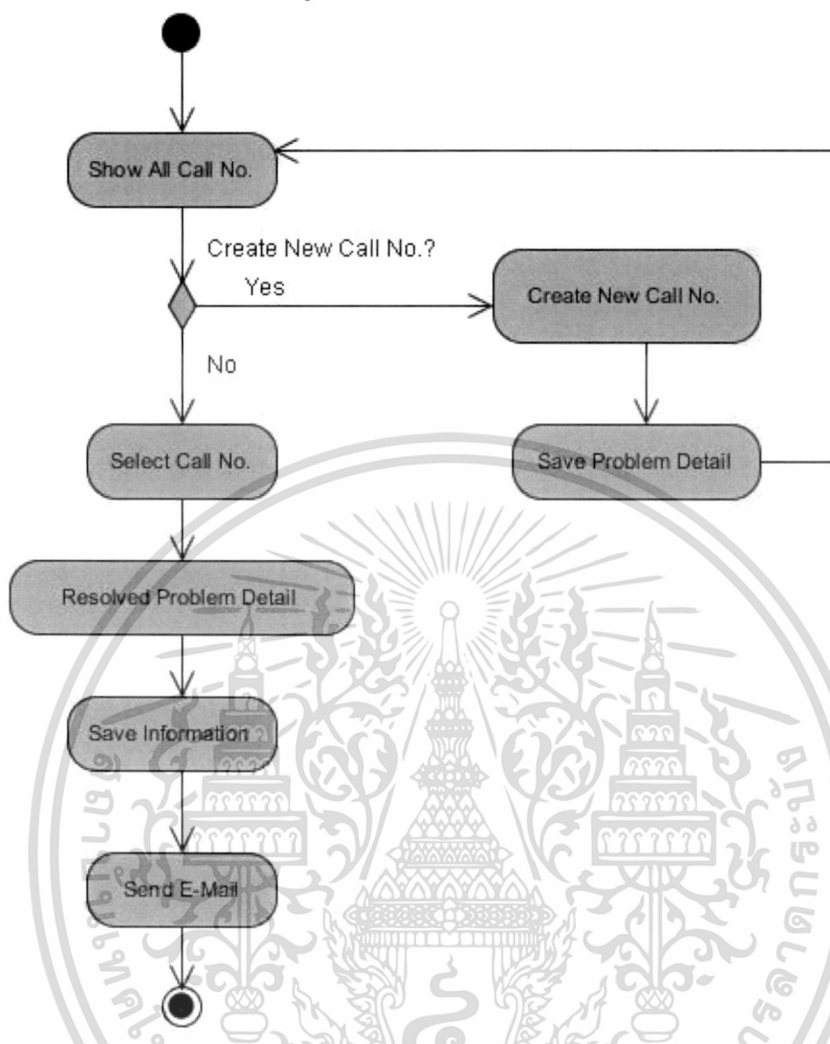 Show All Call No.
Create New Call No.?
Yes
Create New Call No.
No
Select Call No.
Save Problem Detail
Resolved Problem Detail
Save Information
Send E-Mail